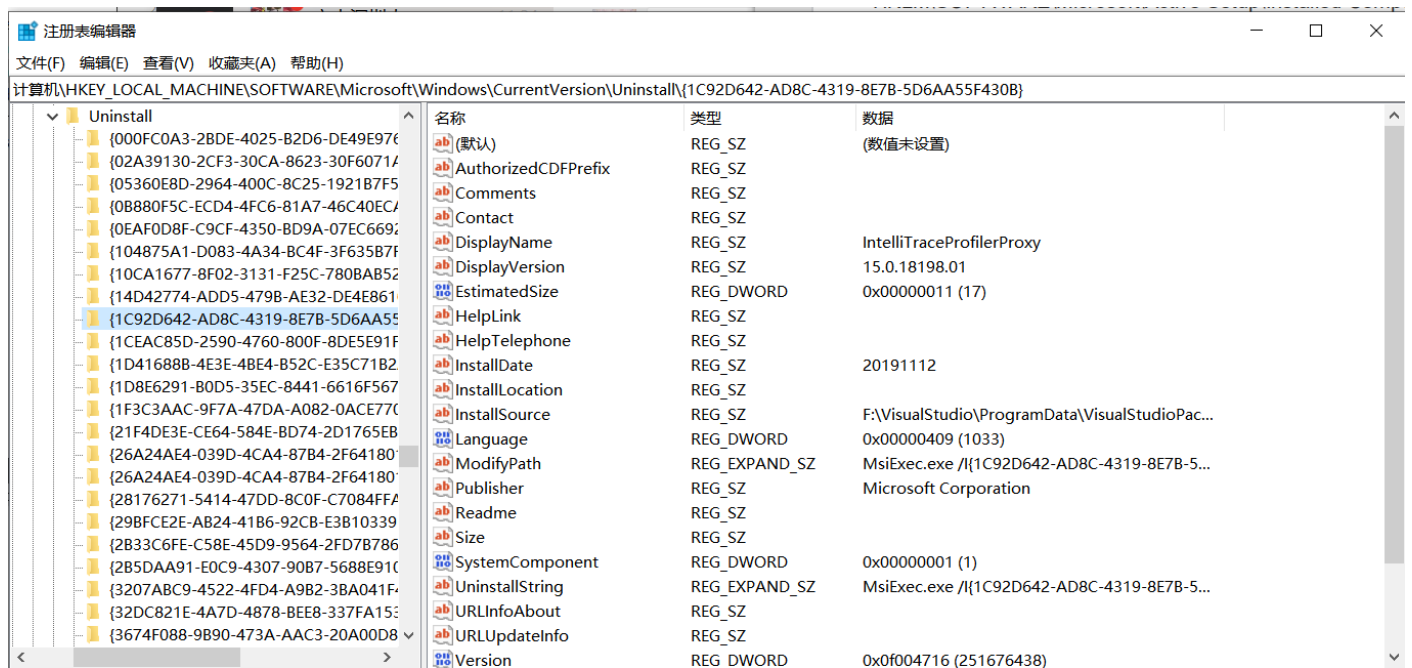 注册表编辑器
文件(F) 编辑(E) 查看(V) 收藏夹(A) 帮助(H)
计算机\HKEY_LOCAL_MACHINE\SOFTWARE\Microsoft\Windows\CurrentVersion\Uninstall\{1C92D642-AD8C-4319-8E7B-5D6AA55F430B}
Uninstall
{000FC0A3-2BDE-4025-B2D6-DE49E976
{02A39130-2CF3-30CA-8623-30F6071A
{05360E8D-2964-400C-8C25-1921B7F5
{0B880F5C-ECD4-4FC6-81A7-46C40ECA
{0EAF0D8F-C9CF-4350-BD9A-07EC6692
{104875A1-D083-4A34-BC4F-3F635B7F
{10CA1677-8F02-3131-F25C-780BAB52
{14D42774-ADD5-479B-AE32-DE4E861
{1C92D642-AD8C-4319-8E7B-5D6AA55
{1CEAC85D-2590-4760-800F-8DE5E91F
{1D41688B-4E3E-4BE4-B52C-E35C71B2
{1D8E6291-B0D5-35EC-8441-6616F567
{1F3C3AAC-9F7A-47DA-A082-0ACE770
{21F4DE3E-CE64-584E-BD74-2D1765EB
{26A24AE4-039D-4CA4-87B4-2F64180
{26A24AE4-039D-4CA4-87B4-2F64180
{28176271-5414-47DD-8C0F-C7084FFA
{29BFCE2E-AB24-41B6-92CB-E3B10339
{2B33C6FE-C58E-45D9-9564-2FD7B786
{2B5DAA91-E0C9-4307-90B7-5688E910
{3207ABC9-4522-4FD4-A9B2-3BA041F
{32DC821E-4A7D-4878-BEE8-337FA153
{3674F088-9B90-473A-AAC3-20A00D8
名称 类型 数据
(默认) REG_SZ (数值未设置)
AuthorizedCDFPrefix REG_SZ
Comments REG_SZ
Contact REG_SZ
DisplayName REG_SZ IntelliTraceProfilerProxy
DisplayVersion REG_SZ 15.0.18198.01
EstimatedSize REG_DWORD 0x00000011 (17)
HelpLink REG_SZ
HelpTelephone REG_SZ
InstallDate REG_SZ 20191112
InstallLocation REG_SZ
InstallSource REG_SZ F:\VisualStudio\ProgramData\VisualStudioPac...
Language REG_DWORD 0x00000409 (1033)
ModifyPath REG_EXPAND_SZ MsiExec.exe /I{1C92D642-AD8C-4319-8E7B-5...
Publisher REG_SZ Microsoft Corporation
Readme REG_SZ
Size REG_SZ
SystemComponent REG_DWORD 0x00000001 (1)
UninstallString REG_EXPAND_SZ MsiExec.exe /I{1C92D642-AD8C-4319-8E7B-5...
URLInfoAbout REG_SZ
URLUpdateInfo REG_SZ
Version REG_DWORD 0x0f004716 (251676438)